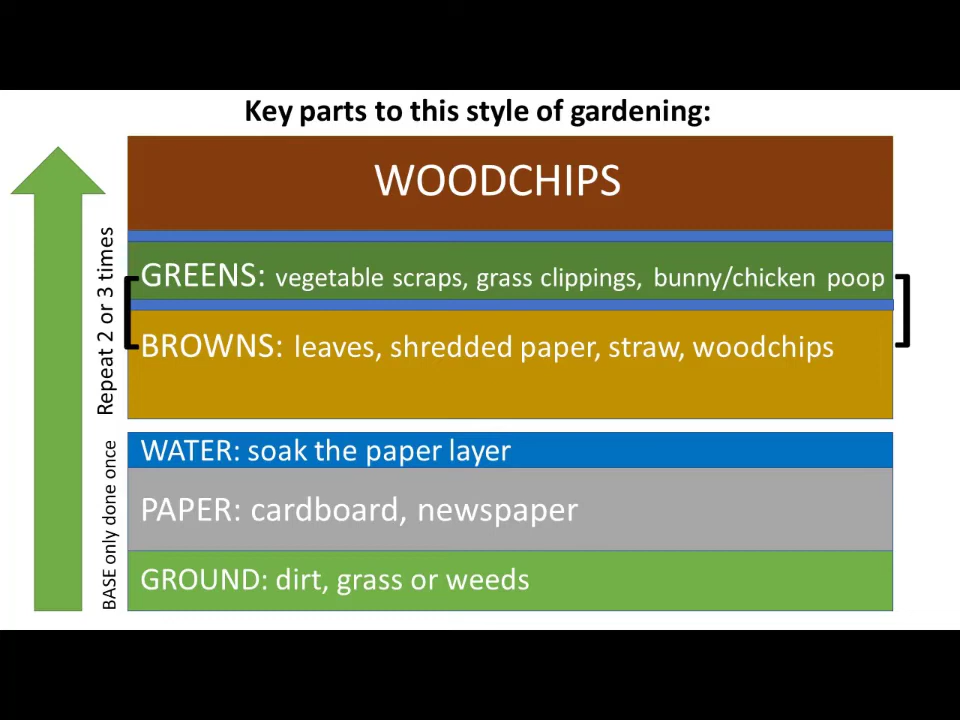 Key parts to this style of gardening:
WOODCHIPS
GREENS: vegetable scraps, grass clippings, bunny/chicken poop
BROWNS: leaves, shredded paper, straw, woodchips
Repeat 2 or 3 times
WATER: soak the paper layer
PAPER: cardboard, newspaper
GROUND: dirt, grass or weeds
BASE only done once